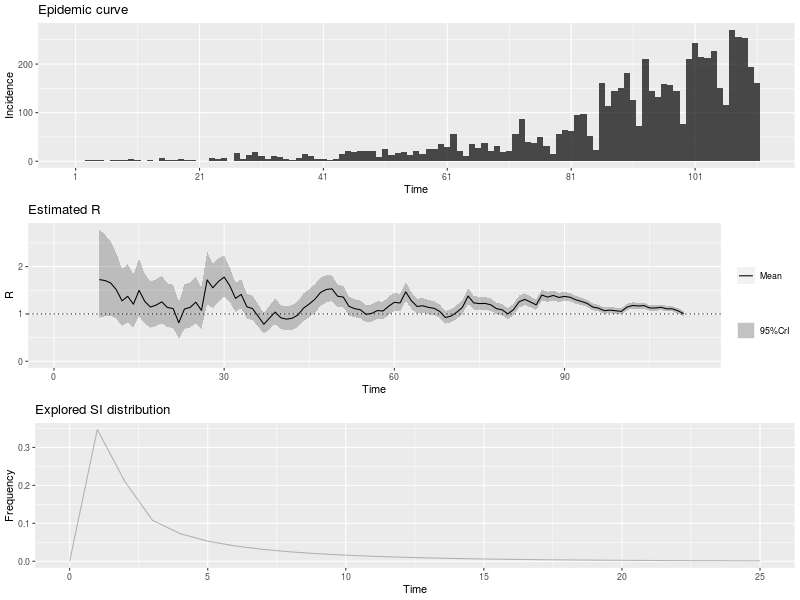 Epidemic curve
200
100
0
Incidence
1 21 41 61 81 101
Time
Estimated R
2
1
0
R
0 30 60 90
Time
Mean
95%CrI
Explored SI distribution
0.3
0.2
0.1
0.0
Frequency
0 5 10 15 20 25
Time